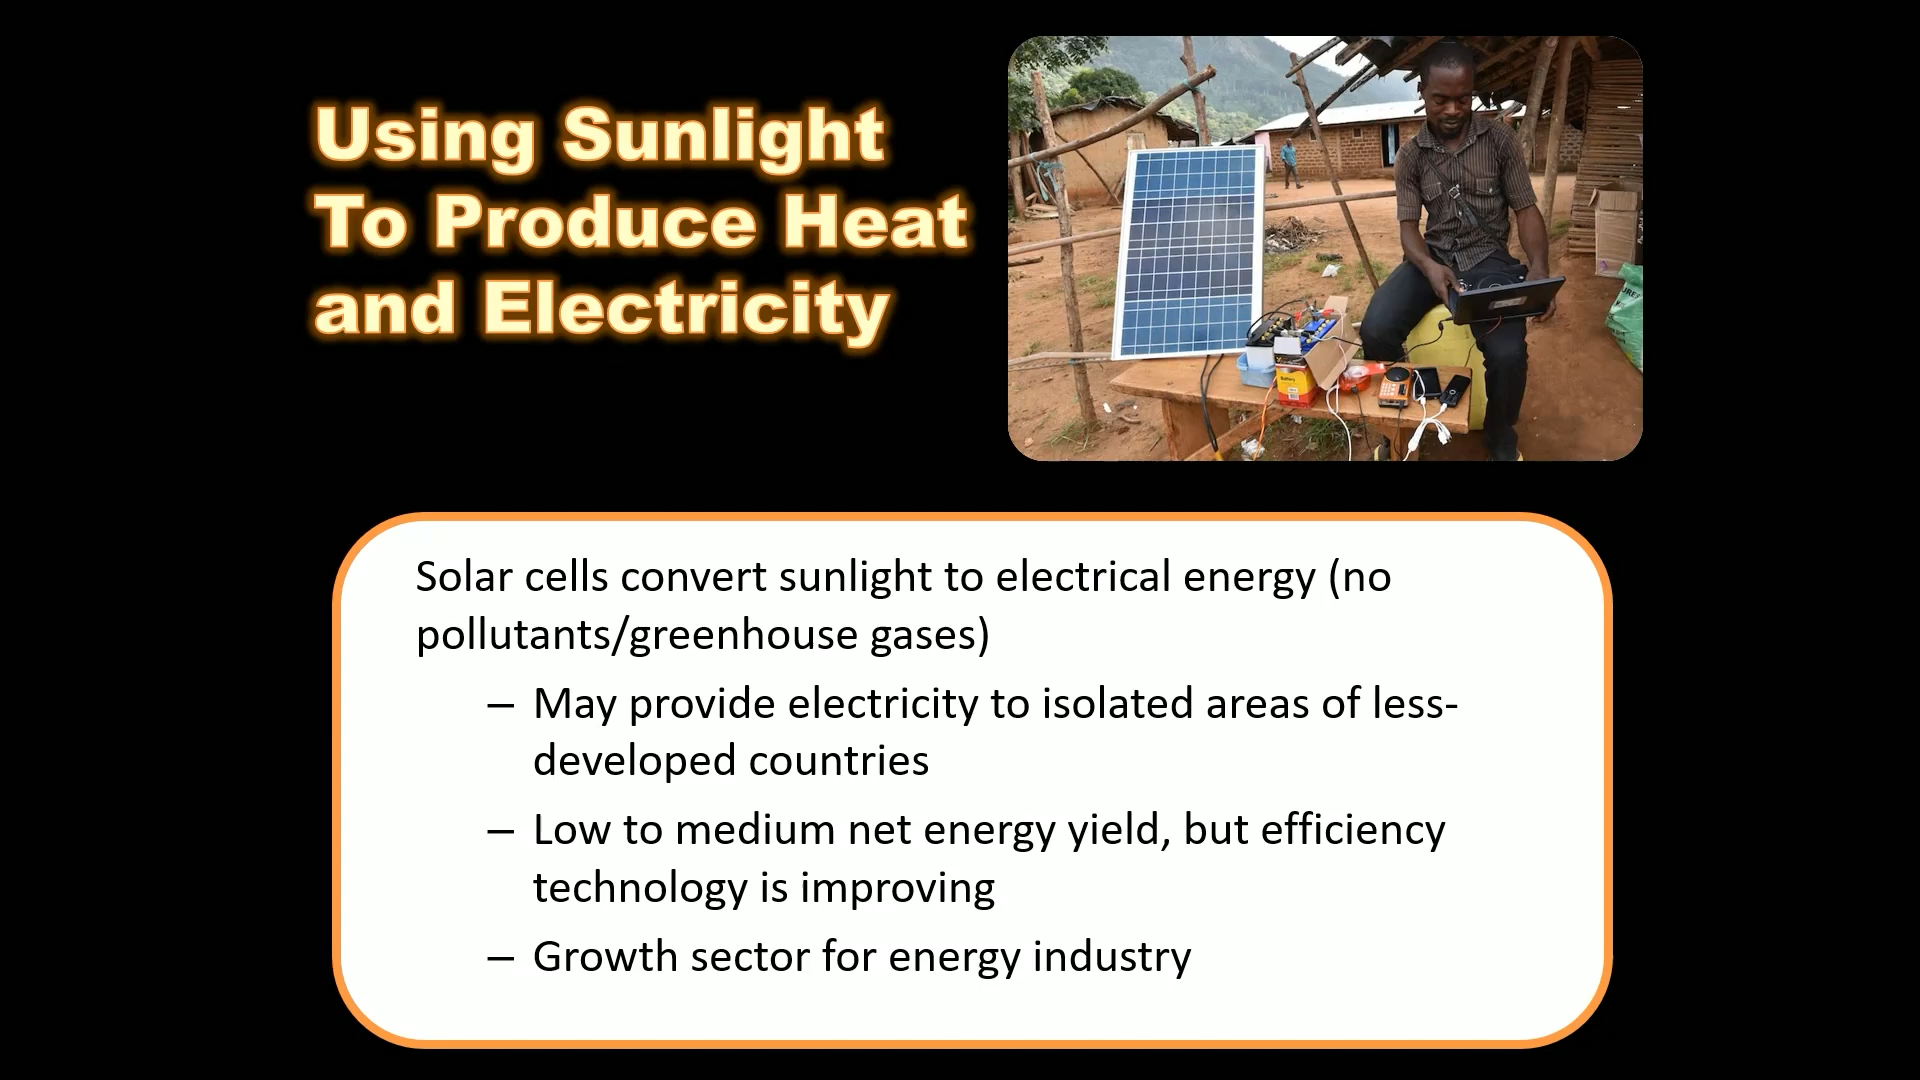 Using Sunlight
To Produce Heat
and Electricity
Solar cells convert sunlight to electrical energy (no
pollutants/greenhouse gases)
– May provide electricity to isolated areas of less-
developed countries
– Low to medium net energy yield, but efficiency
technology is improving
– Growth sector for energy industry